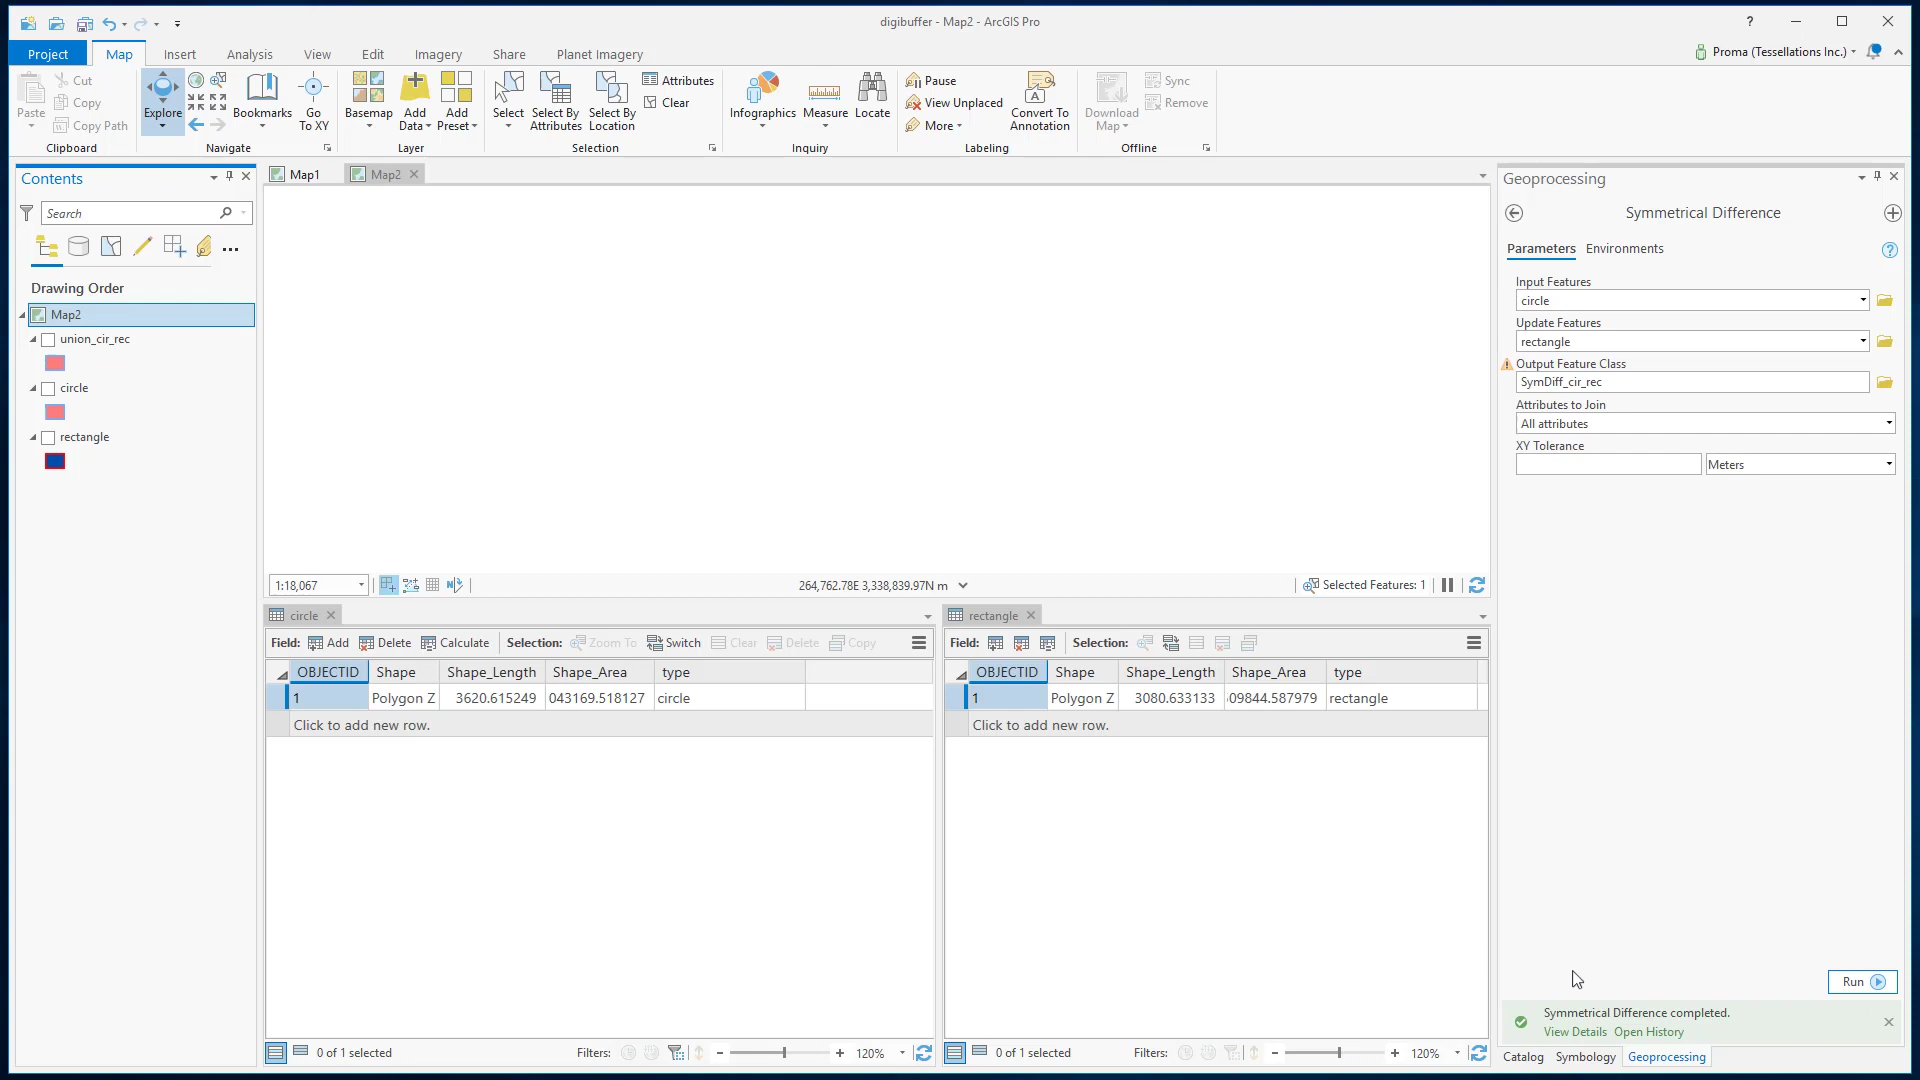 digibuffer - Map2 - ArcGIS Pro
?
Project Map Insert Analysis View Edit Imagery Share Planet Imagery
Proma (Tessellations Inc.)
Paste
Cut
Copy
Copy Path
Clipboard
Explore
Bookmarks
Go
To XY
Navigate
Basemap
Add
Data
Add
Preset
Layer
Select
Select By
Attributes
Select By
Location
Attributes
Clear
Selection
Infographics
Measure
Locate
Inquiry
Pause
View Unplaced
More
Convert To
Annotation
Labeling
Download
Map
Sync
Remove
Offline
Contents
Search
Drawing Order
Map2
union_cir_rec
circle
rectangle
Map1 Map2
1:18,067
264,762.78E 3,338,839.97N m
Selected Features: 1
circle
Field: Add Delete Calculate Selection: Zoom To Switch Clear Delete Copy
OBJECTID Shape Shape_Length Shape_Area type
1 Polygon Z 3620.615249 043169.518127 circle
Click to add new row.
0 of 1 selected
Filters:
- + 120%
rectangle
Field: Selection:
OBJECTID Shape Shape_Length Shape_Area type
1 Polygon Z 3080.633133 09844.587979 rectangle
Click to add new row.
0 of 1 selected
Filters:
- + 120%
Geoprocessing
Symmetrical Difference
Parameters Environments
?
Input Features
circle
Update Features
rectangle
Output Feature Class
SymDiff_cir_rec
Attributes to Join
All attributes
XY Tolerance
Meters
Run
Symmetrical Difference completed.
View Details Open History
Catalog Symbology Geoprocessing